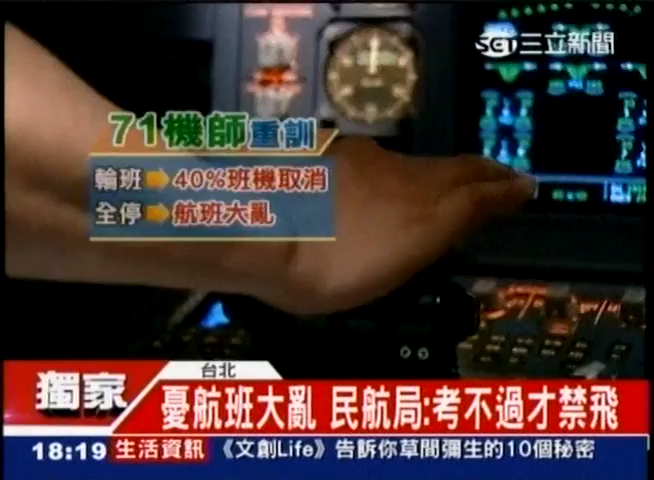 SET三立新聞
71機師重訓
輪班➡40%班機取消
全停➡航班大亂
台北
獨家
憂航班大亂 民航局:考不過才禁飛
18:19 生活資訊 《文創Life》告訴你草間彌生的10個秘密